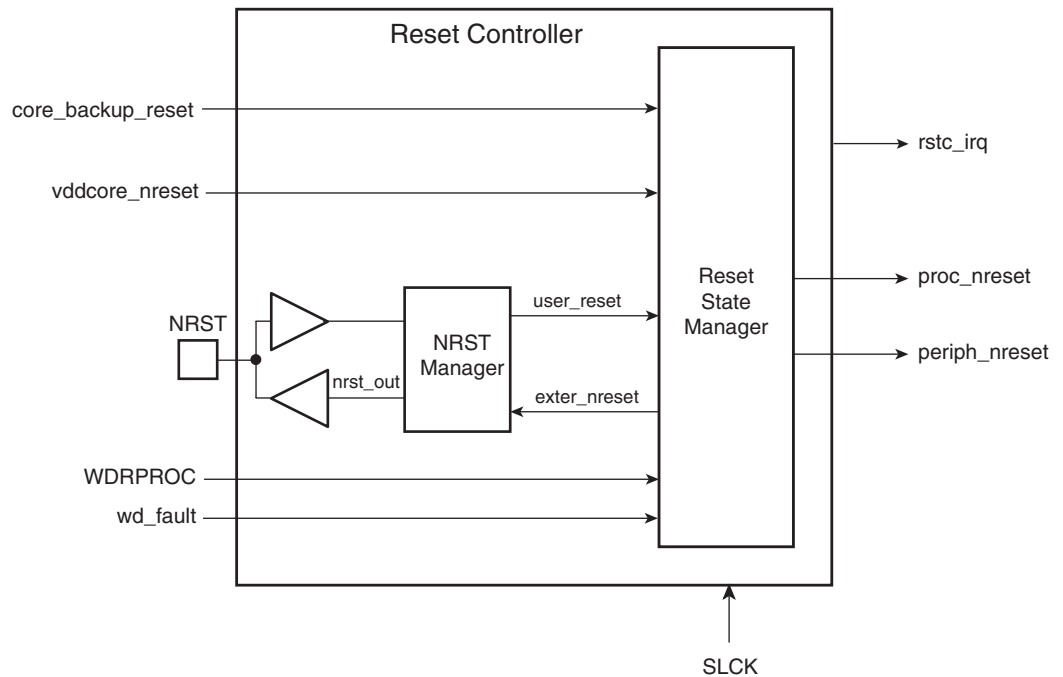 Reset Controller
core_backup_reset
rstc_irq
vddcore_nreset
Reset
State
Manager
proc_nreset
user_reset
NRST
NRST
Manager
periph_nreset
nrst_out
exter_nreset
WDRPROC
wd_fault
SLCK